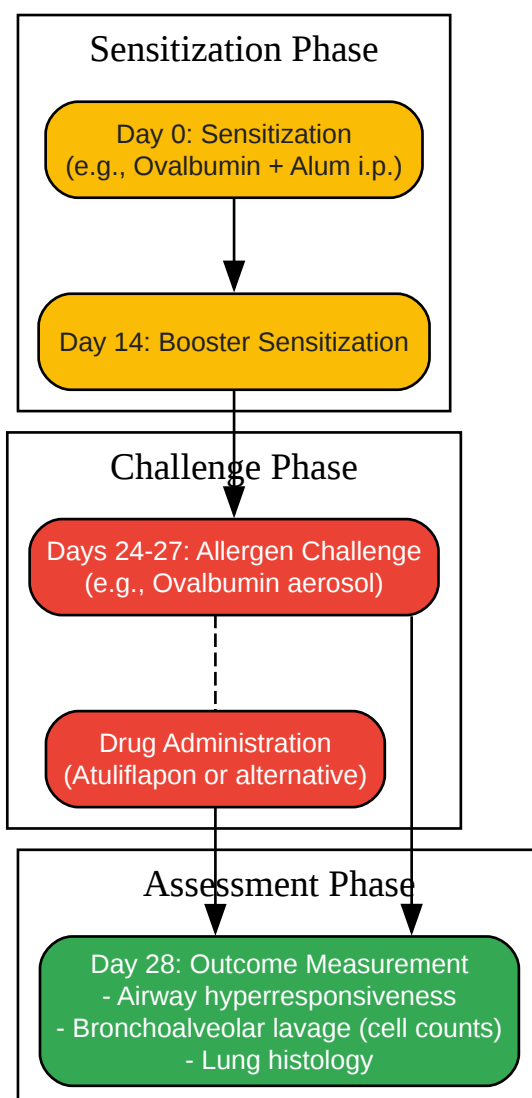 Sensitization Phase
Day 0: Sensitization
(e.g., Ovalbumin + Alum i.p.)
Day 14: Booster Sensitization
Challenge Phase
Days 24-27: Allergen Challenge
(e.g., Ovalbumin aerosol)
Drug Administration
(Atuliflapon or alternative)
Assessment Phase
Day 28: Outcome Measurement
- Airway hyperresponsiveness
- Bronchoalveolar lavage (cell counts)
- Lung histology